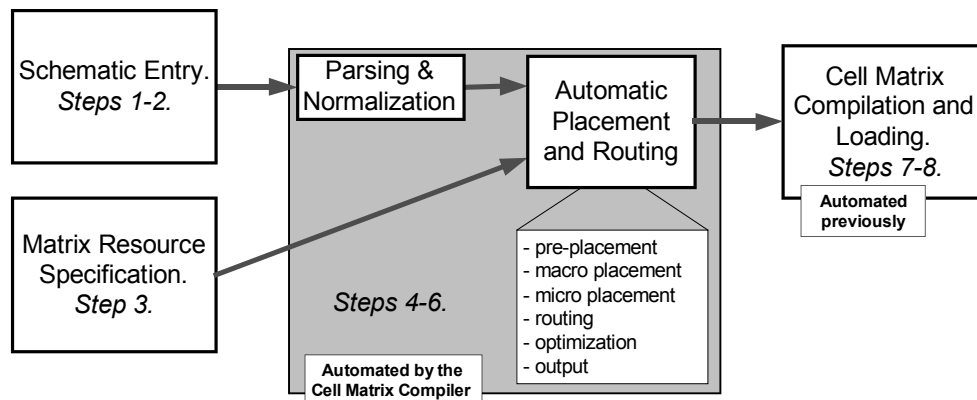 Schematic Entry.
Steps 1-2.
Parsing &
Normalization
Automatic
Placement
and Routing
Cell Matrix
Compilation and
Loading.
Steps 7-8.
Automated
previously
Matrix Resource
Specification.
Step 3.
Steps 4-6.
- pre-placement
- macro placement
- micro placement
- routing
- optimization
- output
Automated by the
Cell Matrix Compiler